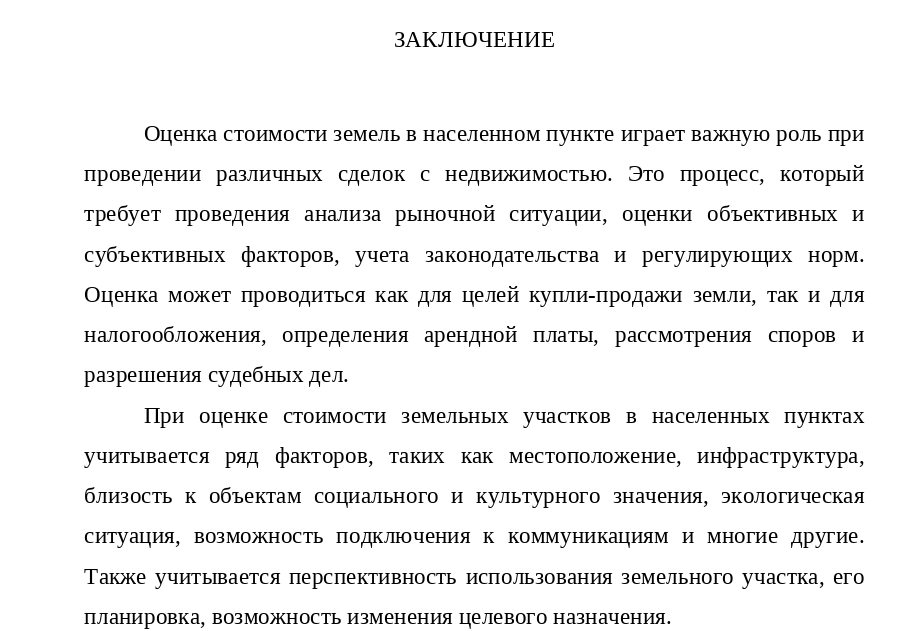 ЗАКЛЮЧЕНИЕ
Оценка стоимости земель в населенном пункте играет важную роль при
проведении различных сделок с недвижимостью. Это процесс, который
требует проведения анализа рыночной ситуации, оценки объективных и
субъективных факторов, учета законодательства и регулирующих норм.
Оценка может проводиться как для целей купли-продажи земли, так и для
налогообложения, определения арендной платы, рассмотрения споров и
разрешения судебных дел.
При оценке стоимости земельных участков в населенных пунктах
учитывается ряд факторов, таких как местоположение, инфраструктура,
близость к объектам социального и культурного значения, экологическая
ситуация, возможность подключения к коммуникациям и многие другие.
Также учитывается перспективность использования земельного участка, его
планировка, возможность изменения целевого назначения.